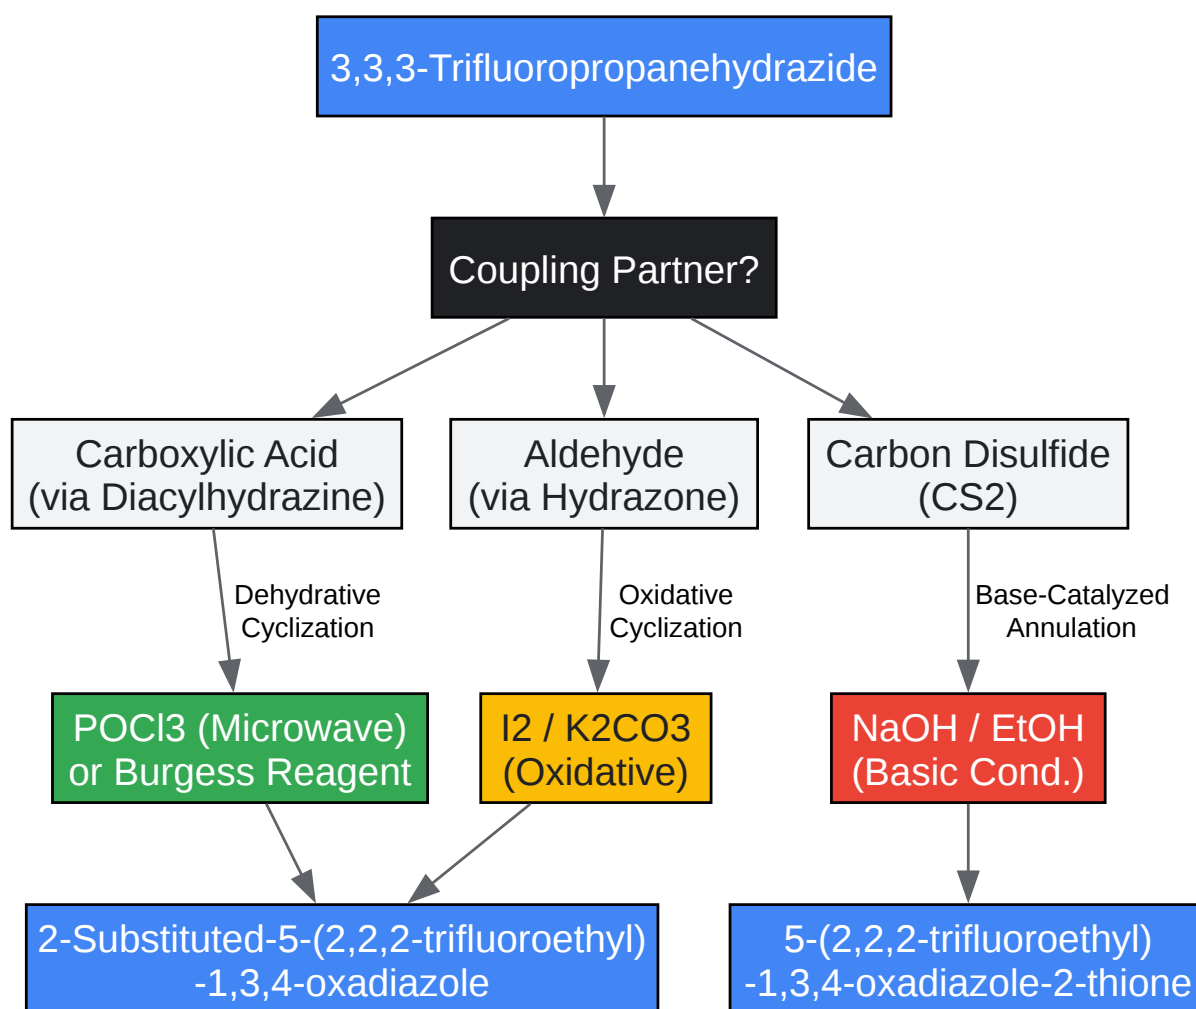 3,3,3-Trifluoropropanehydrazide
Coupling Partner?
Carboxylic Acid
(via Diacylhydrazine)
Aldehyde
(via Hydrazone)
Carbon Disulfide
(CS2)
Dehydrative
Cyclization
Oxidative
Cyclization
Base-Catalyzed
Annulation
POCl3 (Microwave)
or Burgess Reagent
I2 / K2CO3
(Oxidative)
NaOH / EtOH
(Basic Cond.)
2-Substituted-5-(2,2,2-trifluoroethyl)
-1,3,4-oxadiazole
5-(2,2,2-trifluoroethyl)
-1,3,4-oxadiazole-2-thione